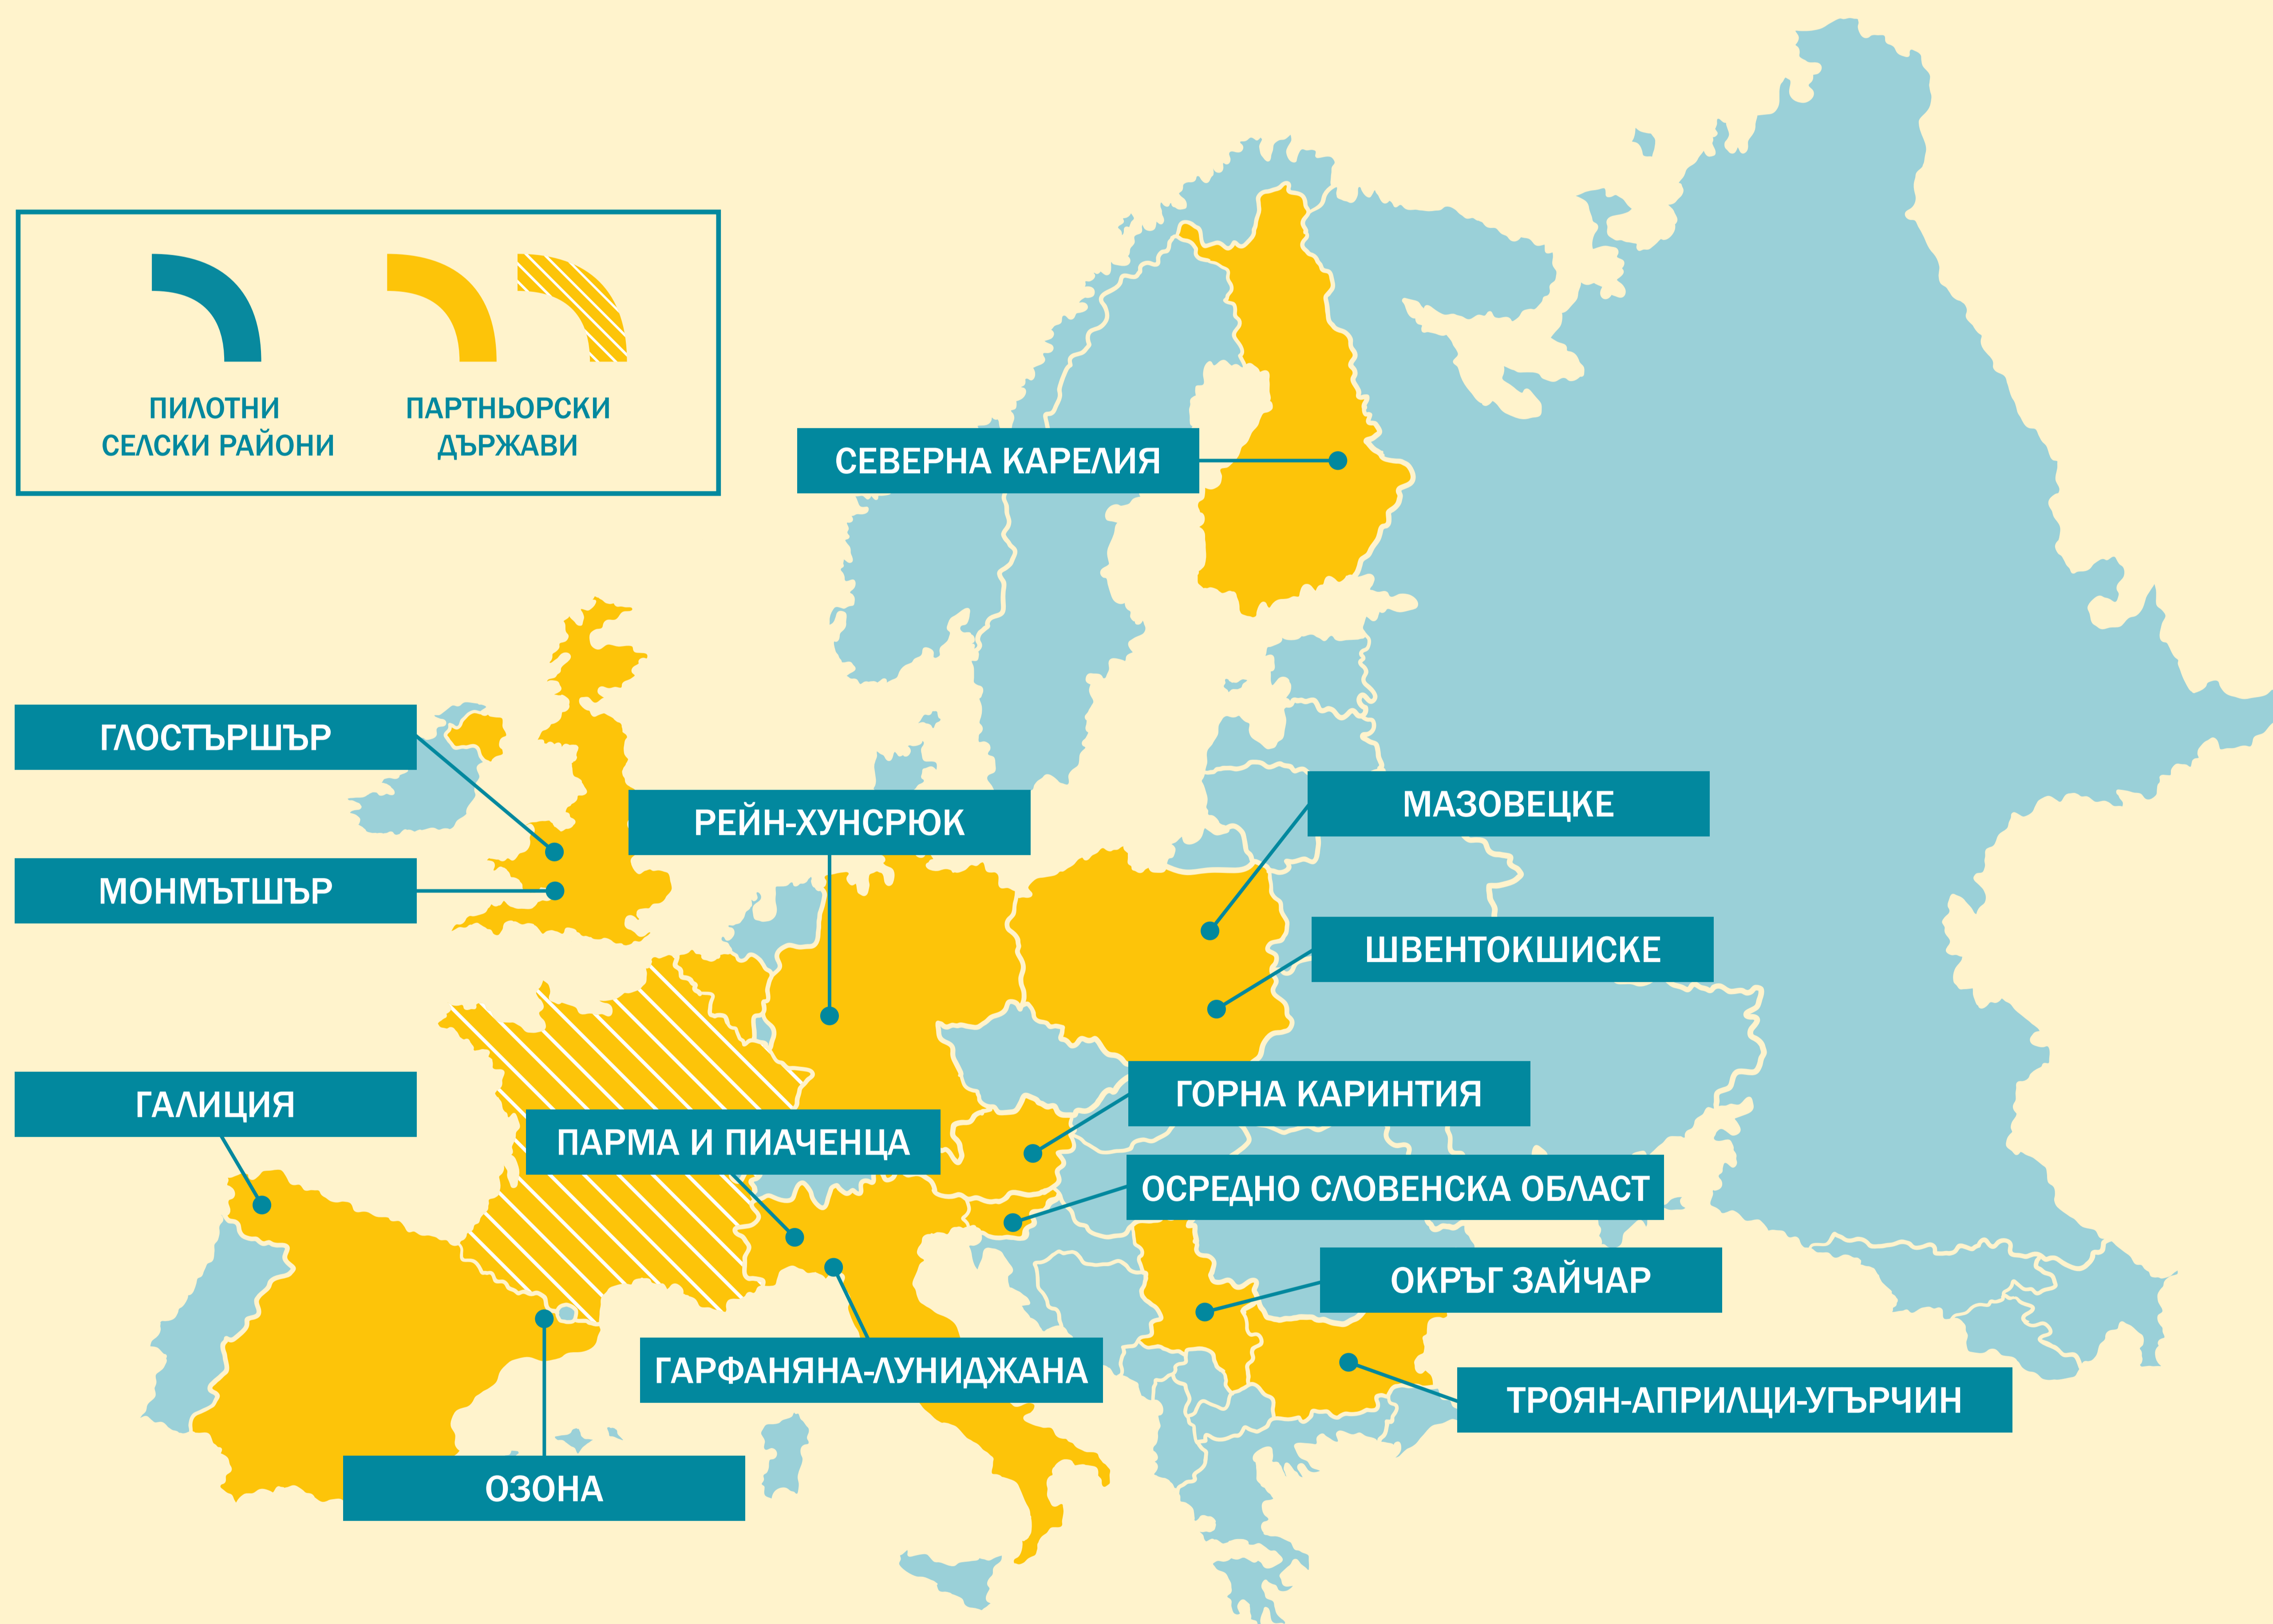 ПИЛОТНИ
СЕЛСКИ РАЙОНИ
ПАРТНЬОРСКИ
ДЪРЖАВИ
СЕВЕРНА КАРЕЛИЯ
ГЛОСТЪРШЪР
МОНМЪТШЪР
РЕЙН-ХУНСРЮК
МАЗОВЕЦКЕ
ШВЕНТОКШИСКЕ
ГАЛИЦИЯ
ГОРНА КАРИНТИЯ
ПАРМА И ПИАЧЕНЦА
ОСРЕДНО СЛОВЕНСКА ОБЛАСТ
ОКРЪГ ЗАЙЧАР
ГАРФАНЯНА-ЛУНИДЖАНА
ТРОЯН-АПРИЛЦИ-УПЪРЧИН
ОЗОНА